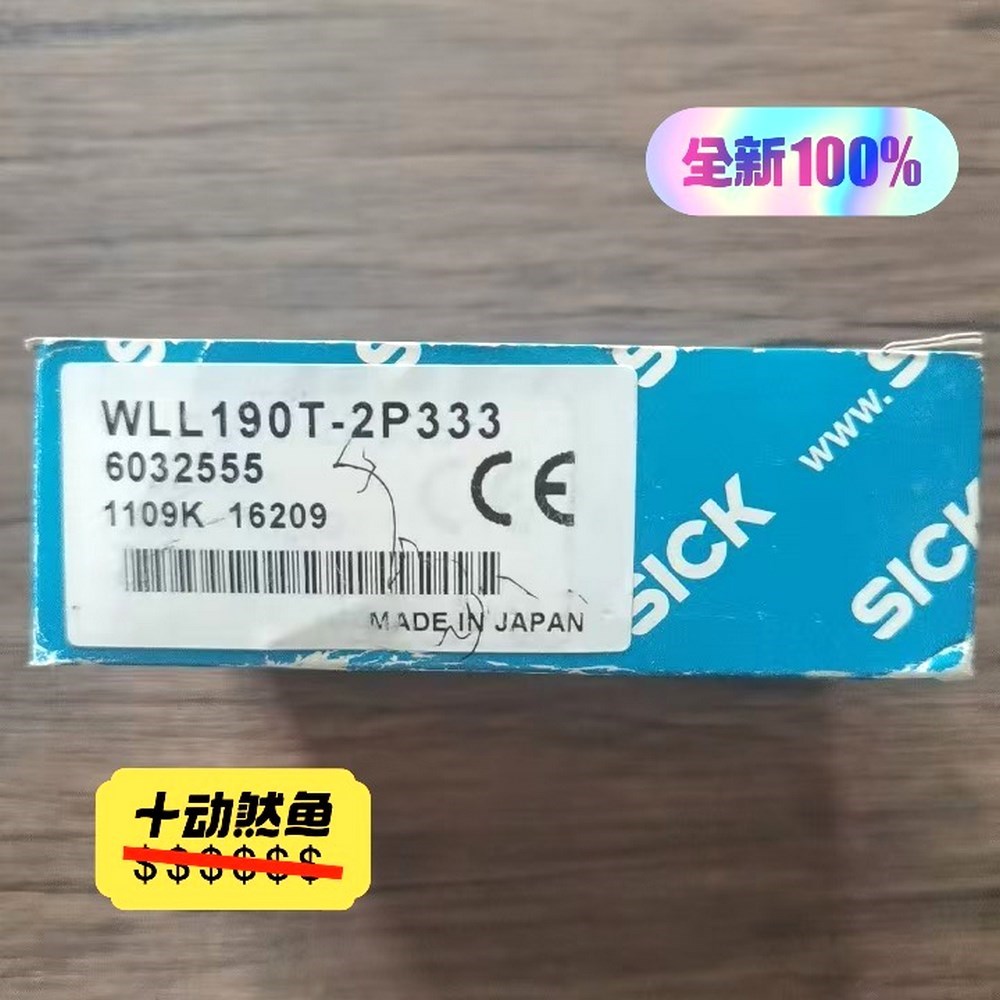 全新100%
WLL190T-2P333
6032555
1109K 16209
CE
MADE IN JAPAN
www.S
SICK
SICK
十动然鱼
$$$$$$